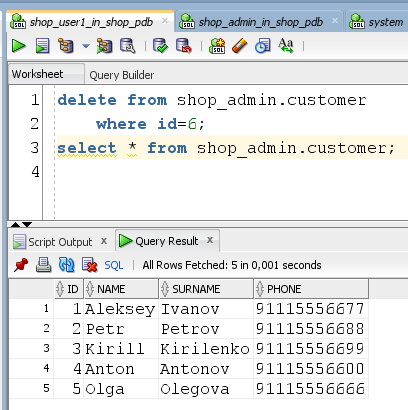 shop_user1_in_shop_pdb × shop_admin_in_shop_pdb × system
SQL SQL Aa
Worksheet Query Builder
1 delete from shop_admin.customer
2 where id=6;
3 select * from shop_admin.customer;
4
Script Output × Query Result ×
SQL | All Rows Fetched: 5 in 0,001 seconds
ID NAME SURNAME PHONE
1 1 Aleksey Ivanov 91115556677
2 2 Petr Petrov 91115556688
3 3 Kirill Kirilenko 91115556699
4 4 Anton Antonov 91115556600
5 5 Olga Olegova 91115556666